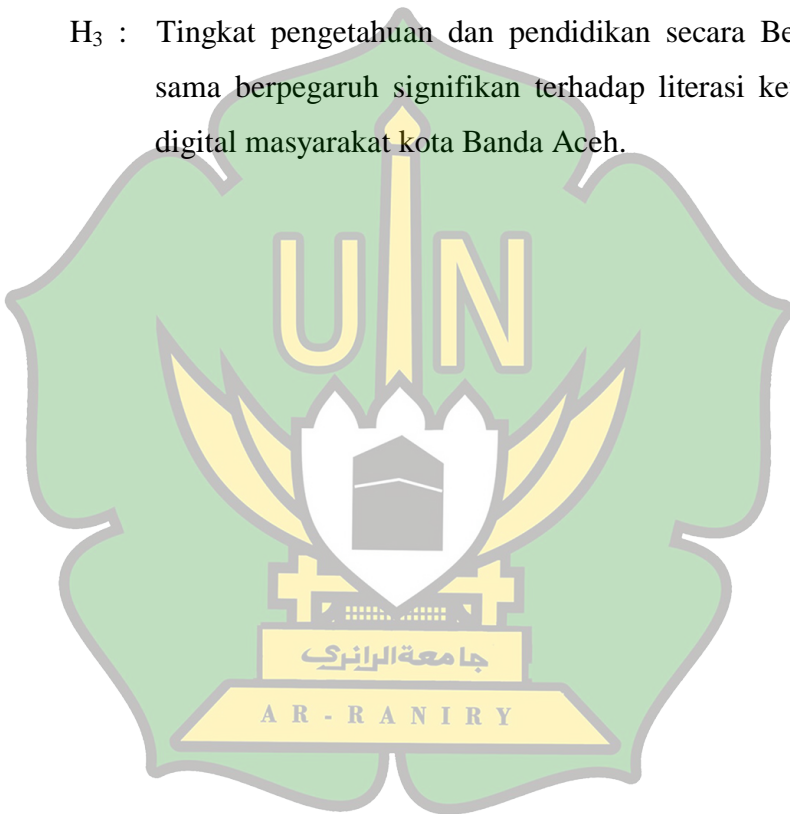 H₃ : Tingkat pengetahuan dan pendidikan secara Be
sama berpegaruh signifikan terhadap literasi ke
digital masyarakat kota Banda Aceh.
UIN
جامعة الرانري
AR-RANIRY